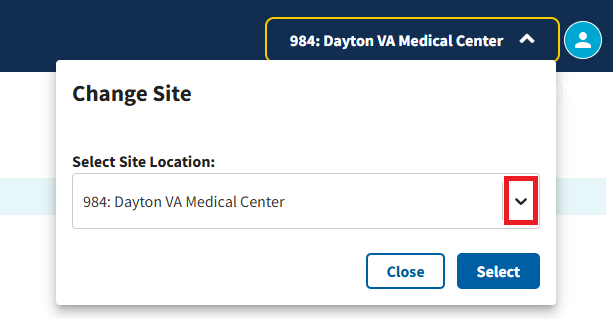 984: Dayton VA Medical Center
Change Site
Select Site Location:
984: Dayton VA Medical Center
Close
Select